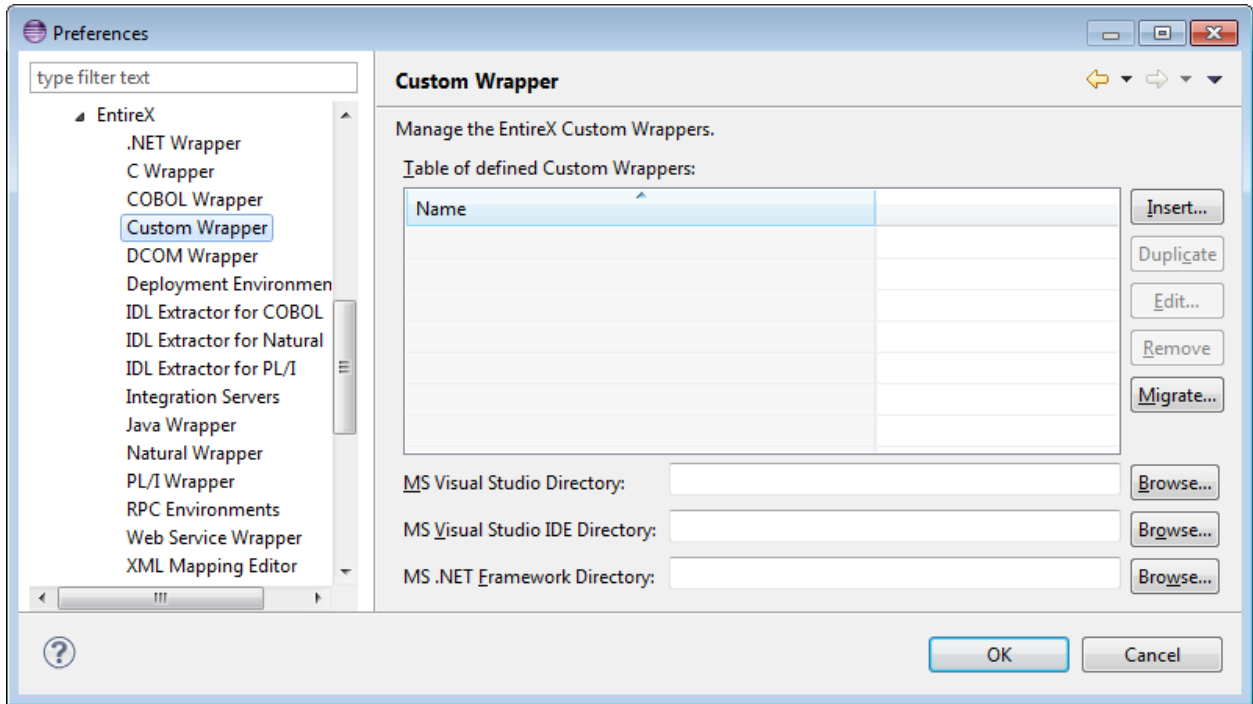 Preferences
type filter text
EntireX
.NET Wrapper
C Wrapper
COBOL Wrapper
Custom Wrapper
DCOM Wrapper
Deployment Environmen
IDL Extractor for COBOL
IDL Extractor for Natural
IDL Extractor for PL/I
Integration Servers
Java Wrapper
Natural Wrapper
PL/I Wrapper
RPC Environments
Web Service Wrapper
XML Mapping Editor
Custom Wrapper
Manage the EntireX Custom Wrappers.
Table of defined Custom Wrappers:
Name
Insert...
Duplicate
Edit...
Remove
Migrate...
MS Visual Studio Directory:
Browse...
MS Visual Studio IDE Directory:
Browse...
MS .NET Framework Directory:
Browse...
?
OK
Cancel